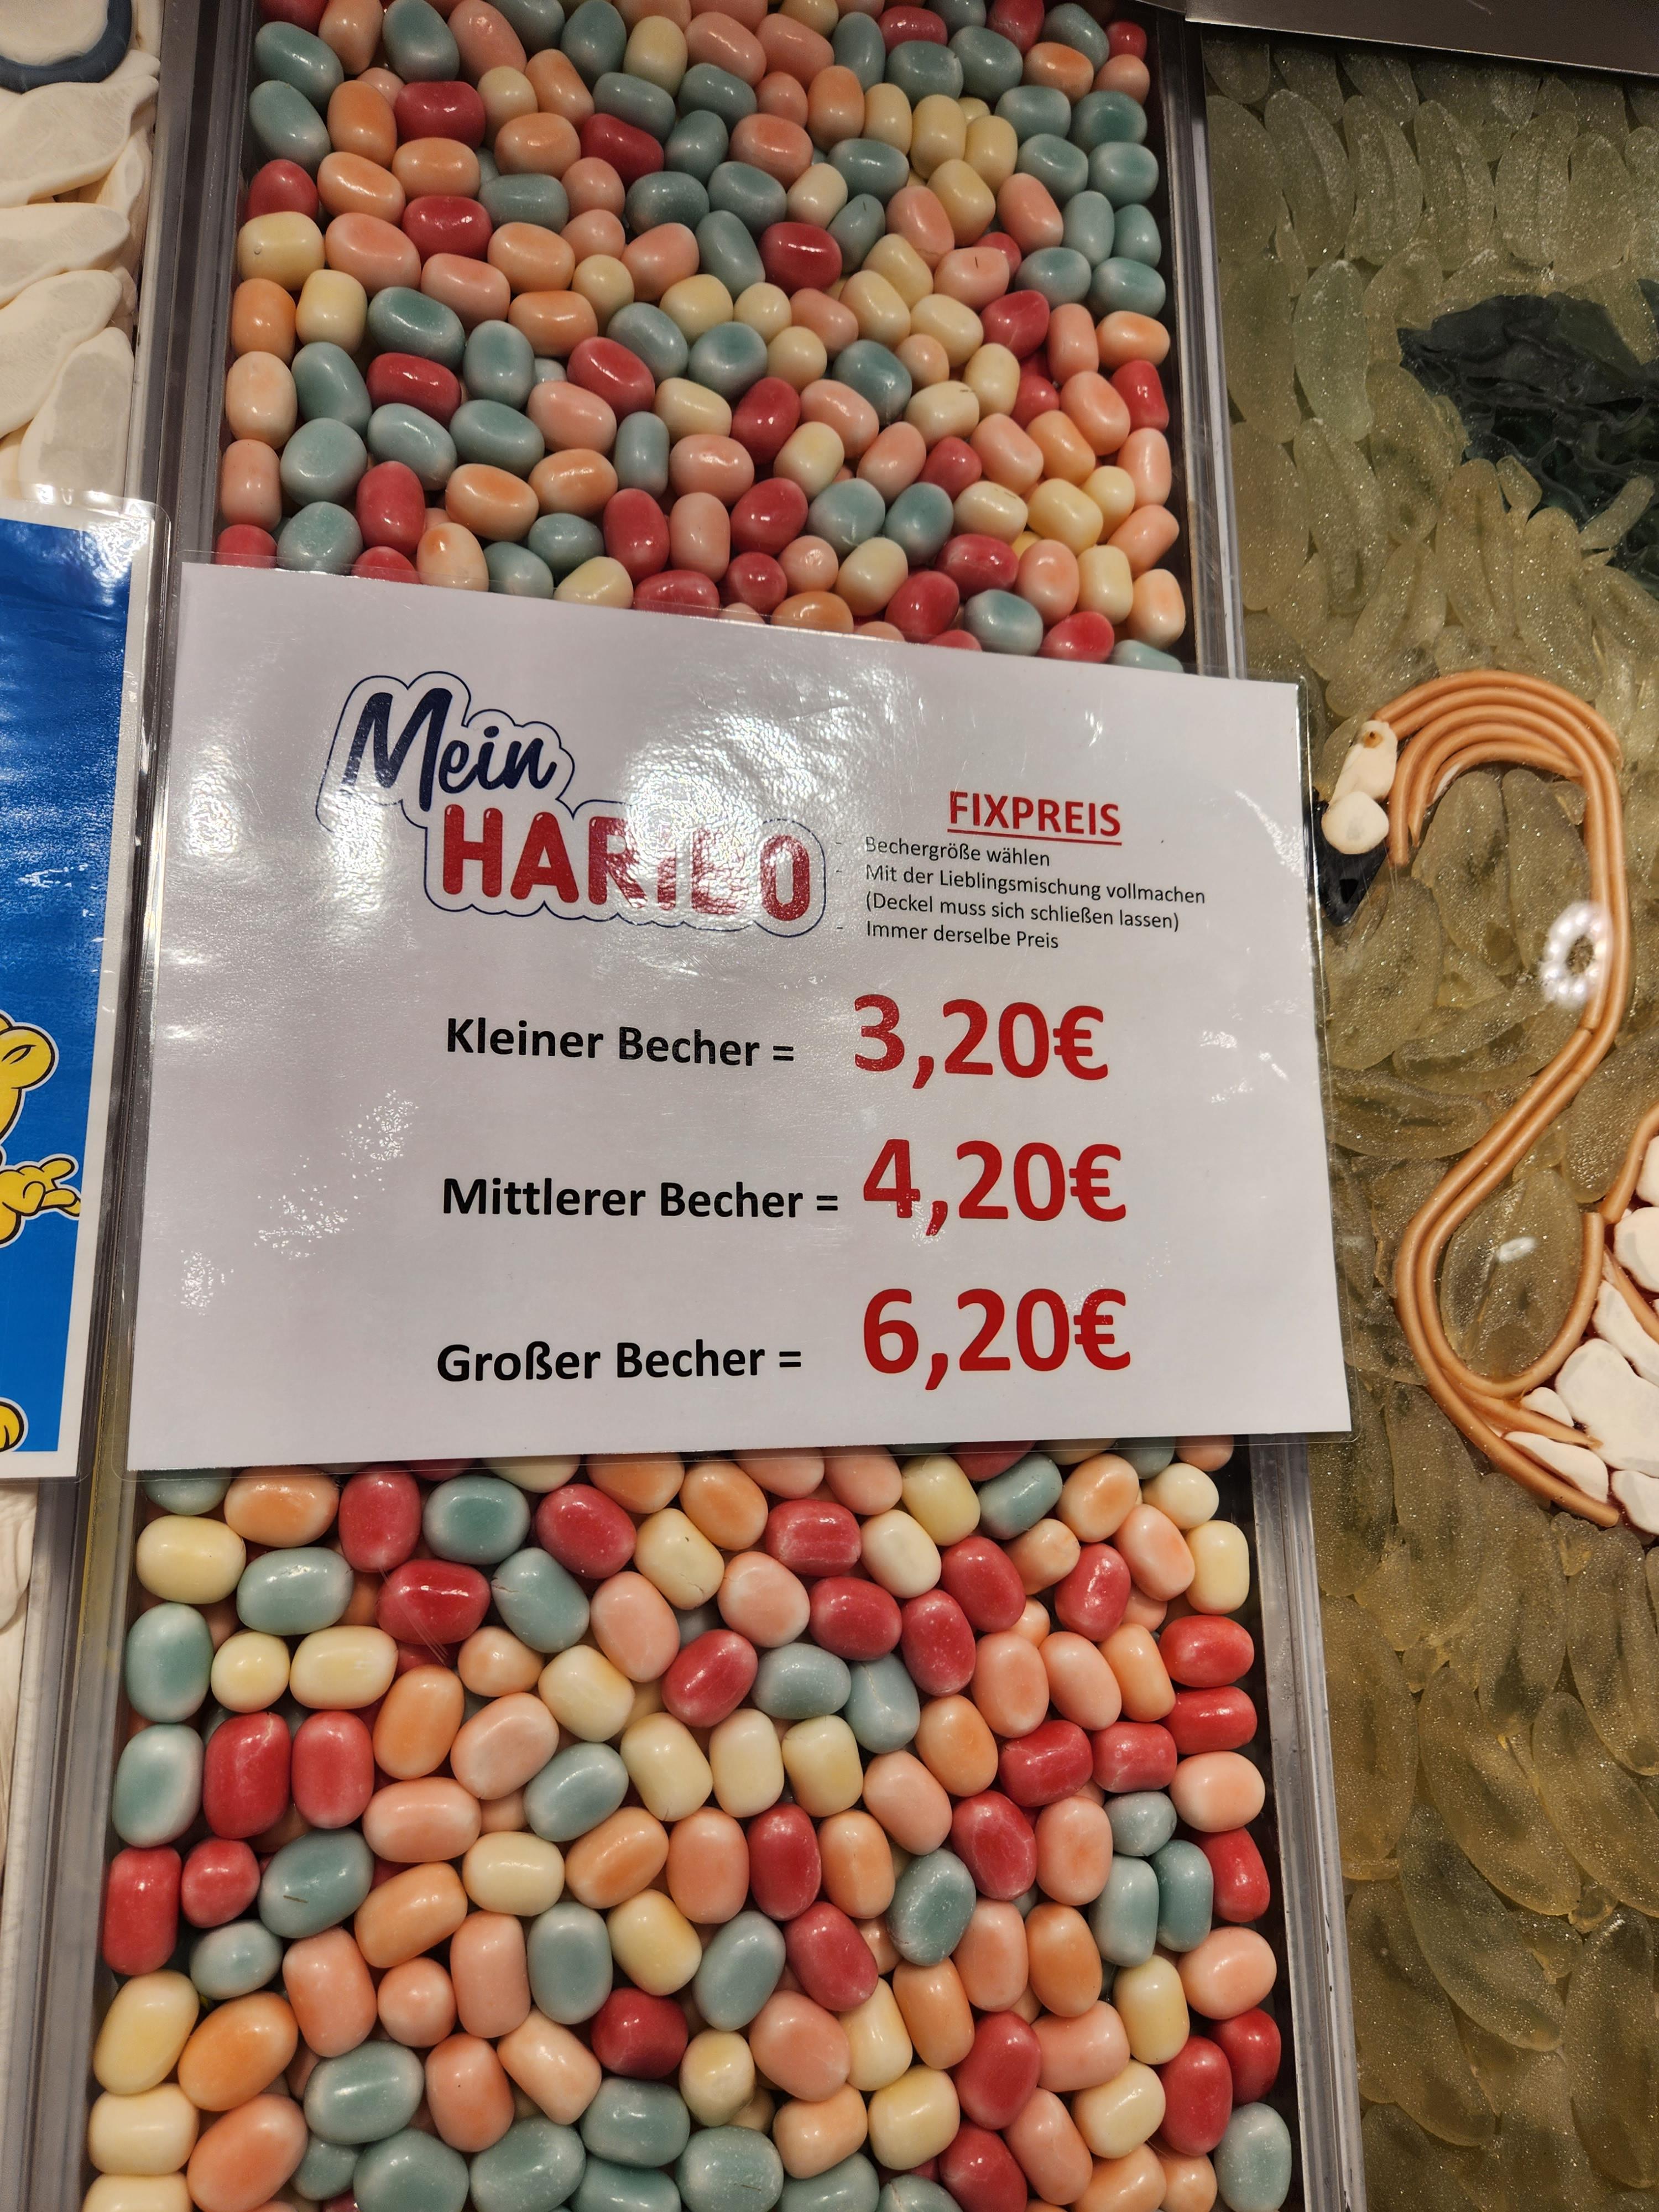 Mein
HARIBO
FIXPREIS
- Bechergröße wählen
- Mit der Lieblingsmischung vollmachen
(Deckel muss sich schließen lassen)
- Immer derselbe Preis
Kleiner Becher = 3,20€
Mittlerer Becher = 4,20€
Großer Becher = 6,20€